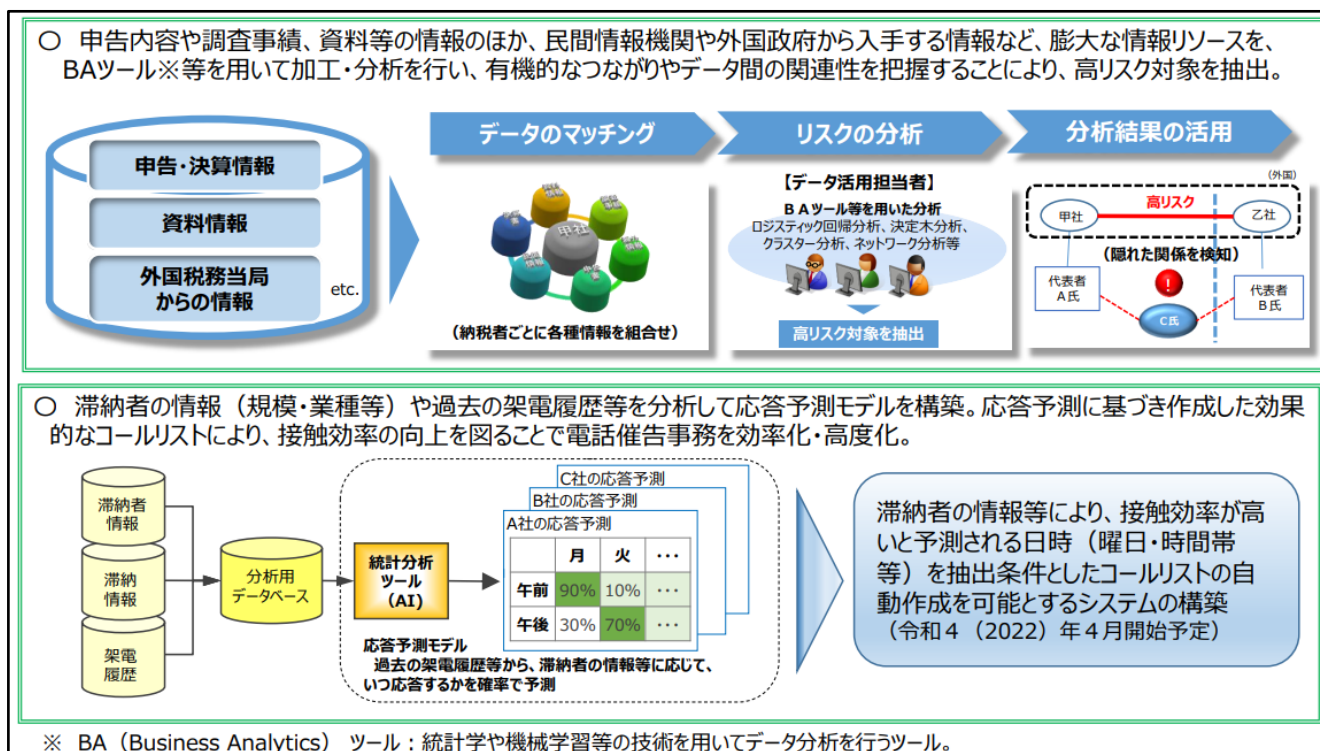 ○ 申告内容や調査事績、資料等の情報のほか、民間情報機関や外国政府から入手する情報など、膨大な情報リソースを、
BAツール※等を用いて加工・分析を行い、有機的なつながりやデータ間の関連性を把握することにより、高リスク対象を抽出。
申告・決算情報
資料情報
外国税務当局
からの情報
etc.
データのマッチング
甲社
(納税者ごとに各種情報を組合せ)
リスクの分析
【データ活用担当者】
BAツール等を用いた分析
ロジスティック回帰分析、決定木分析、
クラスター分析、ネットワーク分析等
高リスク対象を抽出
分析結果の活用
(外国)
甲社
高リスク
乙社
(隠れた関係を検知)
代表者
A氏
!
C氏
代表者
B氏
○ 滞納者の情報(規模・業種等)や過去の架電履歴等を分析して応答予測モデルを構築。応答予測に基づき作成した効果
的なコールリストにより、接触効率の向上を図ることで電話催告事務を効率化・高度化。
滞納者
情報
滞納
情報
架電
履歴
分析用
データベース
統計分析
ツール
(AI)
C社の応答予測
B社の応答予測
A社の応答予測
月 火 ・・・
午前 90% 10% ・・・
午後 30% 70% ・・・
応答予測モデル
過去の架電履歴等から、滞納者の情報等に応じて、
いつ応答するかを確率で予測
滞納者の情報等により、接触効率が高
いと予測される日時(曜日・時間帯
等)を抽出条件としたコールリストの自
動作成を可能とするシステムの構築
(令和4(2022)年4月開始予定)
※ BA(Business Analytics) ツール:統計学や機械学習等の技術を用いてデータ分析を行うツール。